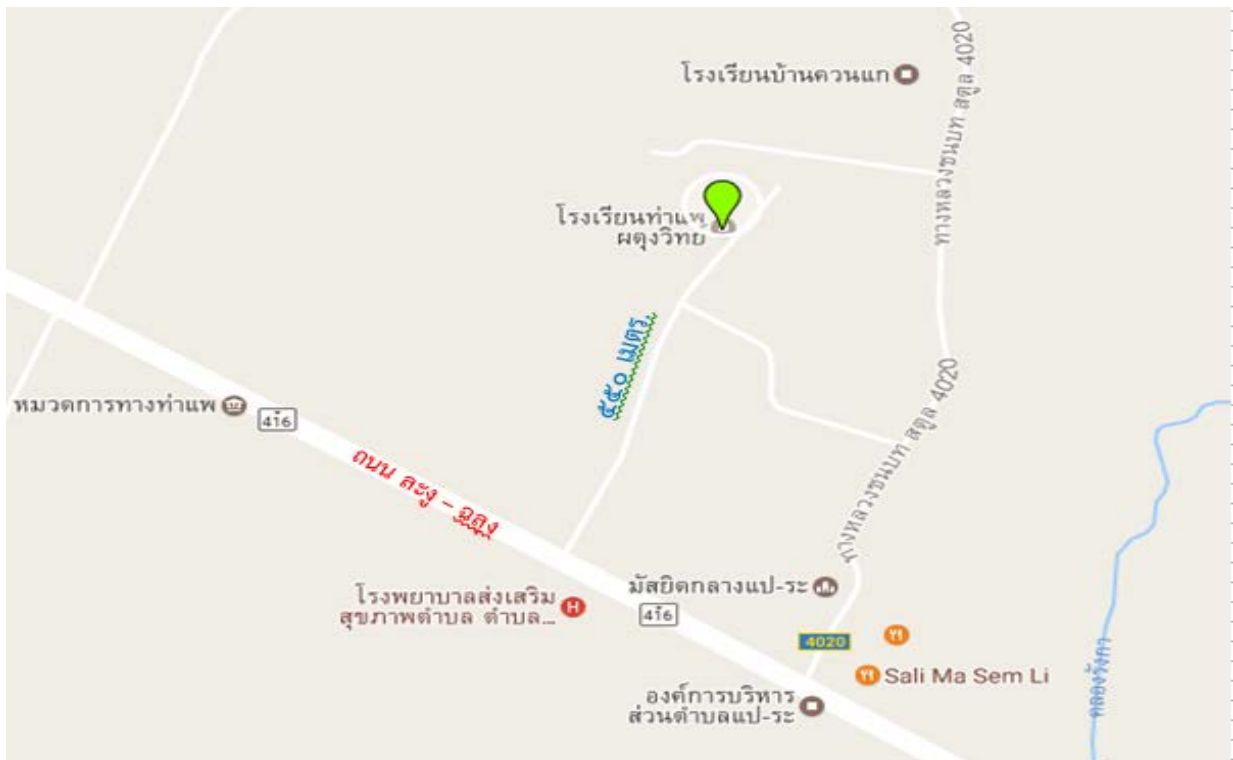 โรงเรียนบ้านควนแก
ทางหลวงชนบท สตูล 4020
โรงเรียนท่าแพ
ผดุงวิทย์
๕๕๐ เมตร.
หมวดการทางท่าแพ
416
ถนน ละงู - ฉลุง
ทางหลวงชนบท สตูล 4020
โรงพยาบาลส่งเสริม
สุขภาพตำบล ตำบล...
H
มัสยิดกลางแป-ระ
416
4020
Sali Ma Sem Li
องค์การบริหาร
ส่วนตำบลแป-ระ
คลองรังกา